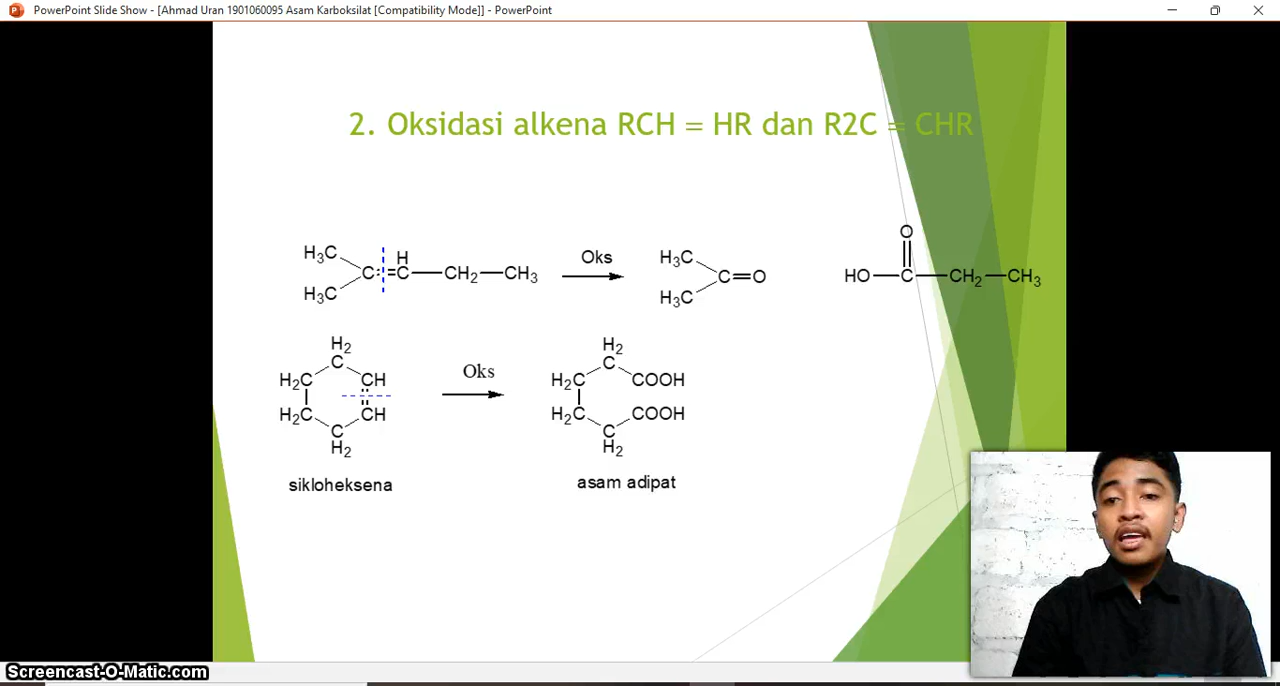 PowerPoint Slide Show - [Ahmad Uran 1901060095 Asam Karboksilat [Compatibility Mode]] - PowerPoint
2. Oksidasi alkena RCH = HR dan R2C = CHR
H3C
H3C
C=C
H
CH2—CH3
Oks
H3C
H3C
C=O
O
HO—C—CH2—CH3
H2
C
H2C
CH
H2C
CH
C
H2
Oks
H2
C
H2C
COOH
H2C
COOH
C
H2
sikloheksena
asam adipat
Screencast-O-Matic.com